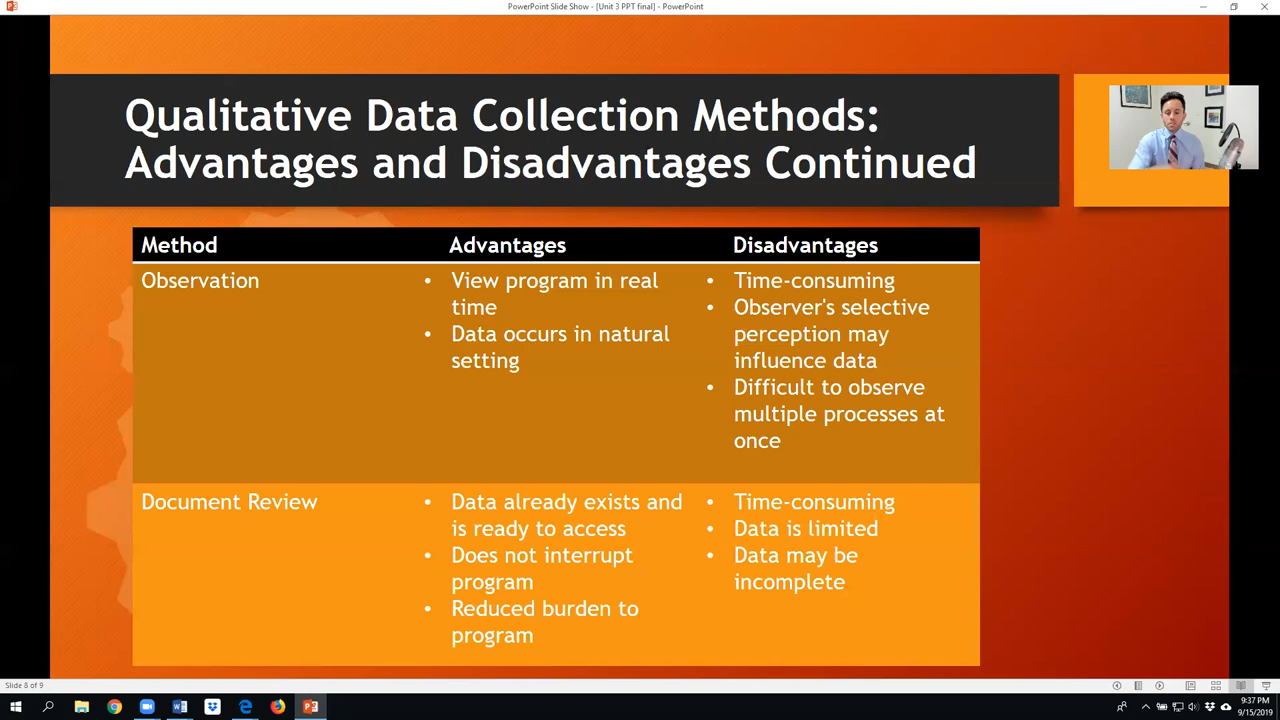 PowerPoint Slide Show - [Unit 3 PPT final] - PowerPoint
Qualitative Data Collection Methods:
Advantages and Disadvantages Continued
Method Advantages Disadvantages
Observation
• View program in real
time
• Data occurs in natural
setting
• Time-consuming
• Observer's selective
perception may
influence data
• Difficult to observe
multiple processes at
once
Document Review
• Data already exists and
is ready to access
• Does not interrupt
program
• Reduced burden to
program
• Time-consuming
• Data is limited
• Data may be
incomplete
Slide 8 of 9
9:37 PM
9/15/2019